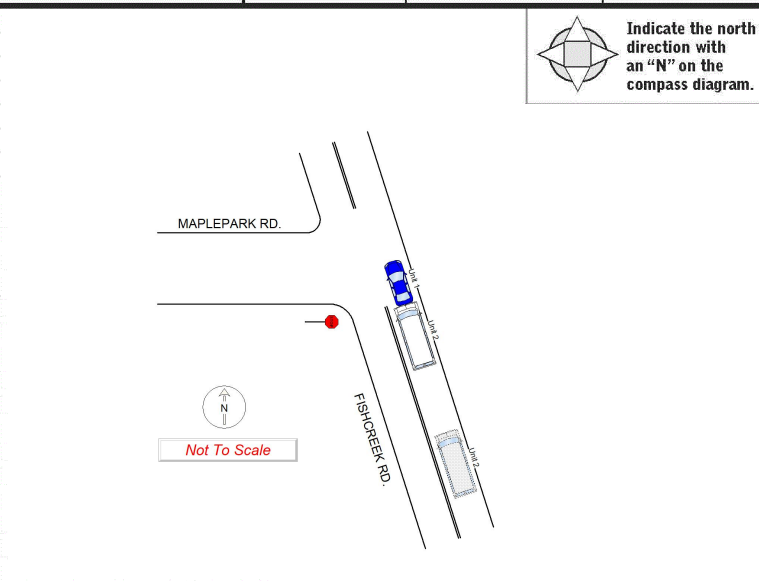 Indicate the north
direction with
an “N” on the
compass diagram.
MAPLEPARK RD.
Unit 1
Unit 2
N
FISHCREEK RD.
Not To Scale
Unit 2